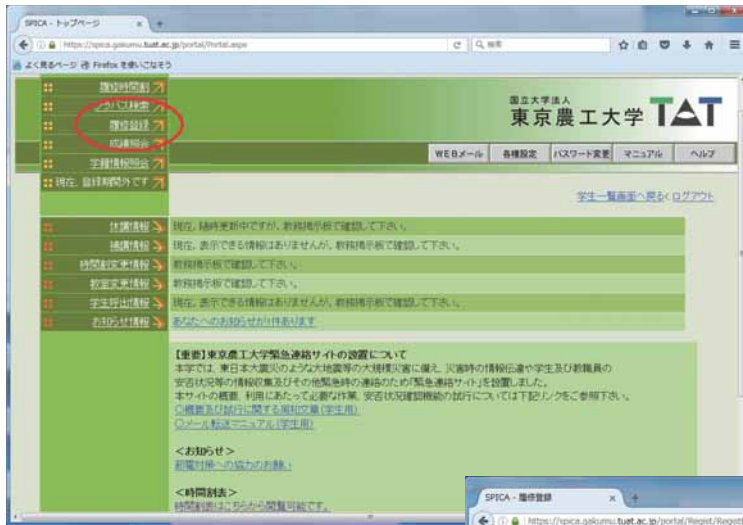 SPICA - トップページ
https://spica.gakumu.tuat.ac.jp/portal/Portal.aspx
検索
よく見るページ Firefox を使いこなそう
履修時間割
シラバス検索
履修登録
成績照会
学籍情報照会
現在、登録期間外です
国立大学法人
東京農工大学 TAT
WEBメール 各種設定 パスワード変更 マニュアル ヘルプ
学生一覧画面へ戻る< ログアウト
休講情報 現在、随時更新中ですが、教務掲示板で確認して下さい。
補講情報 現在、表示できる情報はありませんが、教務掲示板で確認して下さい。
時間割変更情報 教務掲示板で確認して下さい。
教室変更情報 教務掲示板で確認して下さい。
学生呼出情報 現在、表示できる情報はありませんが、教務掲示板で確認して下さい。
お知らせ情報 あなたへのお知らせが1件あります
【重要】東京農工大学緊急連絡サイトの設置について
本学では、東日本大震災のような大地震等の大規模災害に備え、災害時の情報伝達や学生及び教職員の
安否状況等の情報収集及びその他緊急時の連絡のため「緊急連絡サイト」を設置しました。
本サイトの概要、利用にあたって必要な作業、安否状況確認機能の試行については下記リンクをご参照下さい。
○概要及び試行に関する周知文書(学生用)
○メール転送マニュアル(学生用)
<お知らせ>
節電対策への協力のお願い
<時間割表>
時間割表はこちらから閲覧可能です。
SPICA - 履修登録
https://spica.gakumu.tuat.ac.jp/portal/Regist/Regist